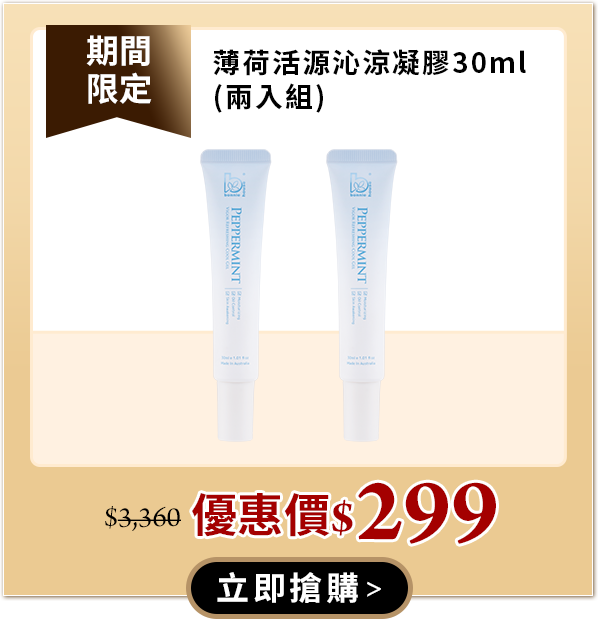 期間
限定
薄荷活源沁涼凝膠30ml
(兩入組)
PEPPERMINT
PEPPERMINT
$3,360 優惠價$299
立即搶購 >